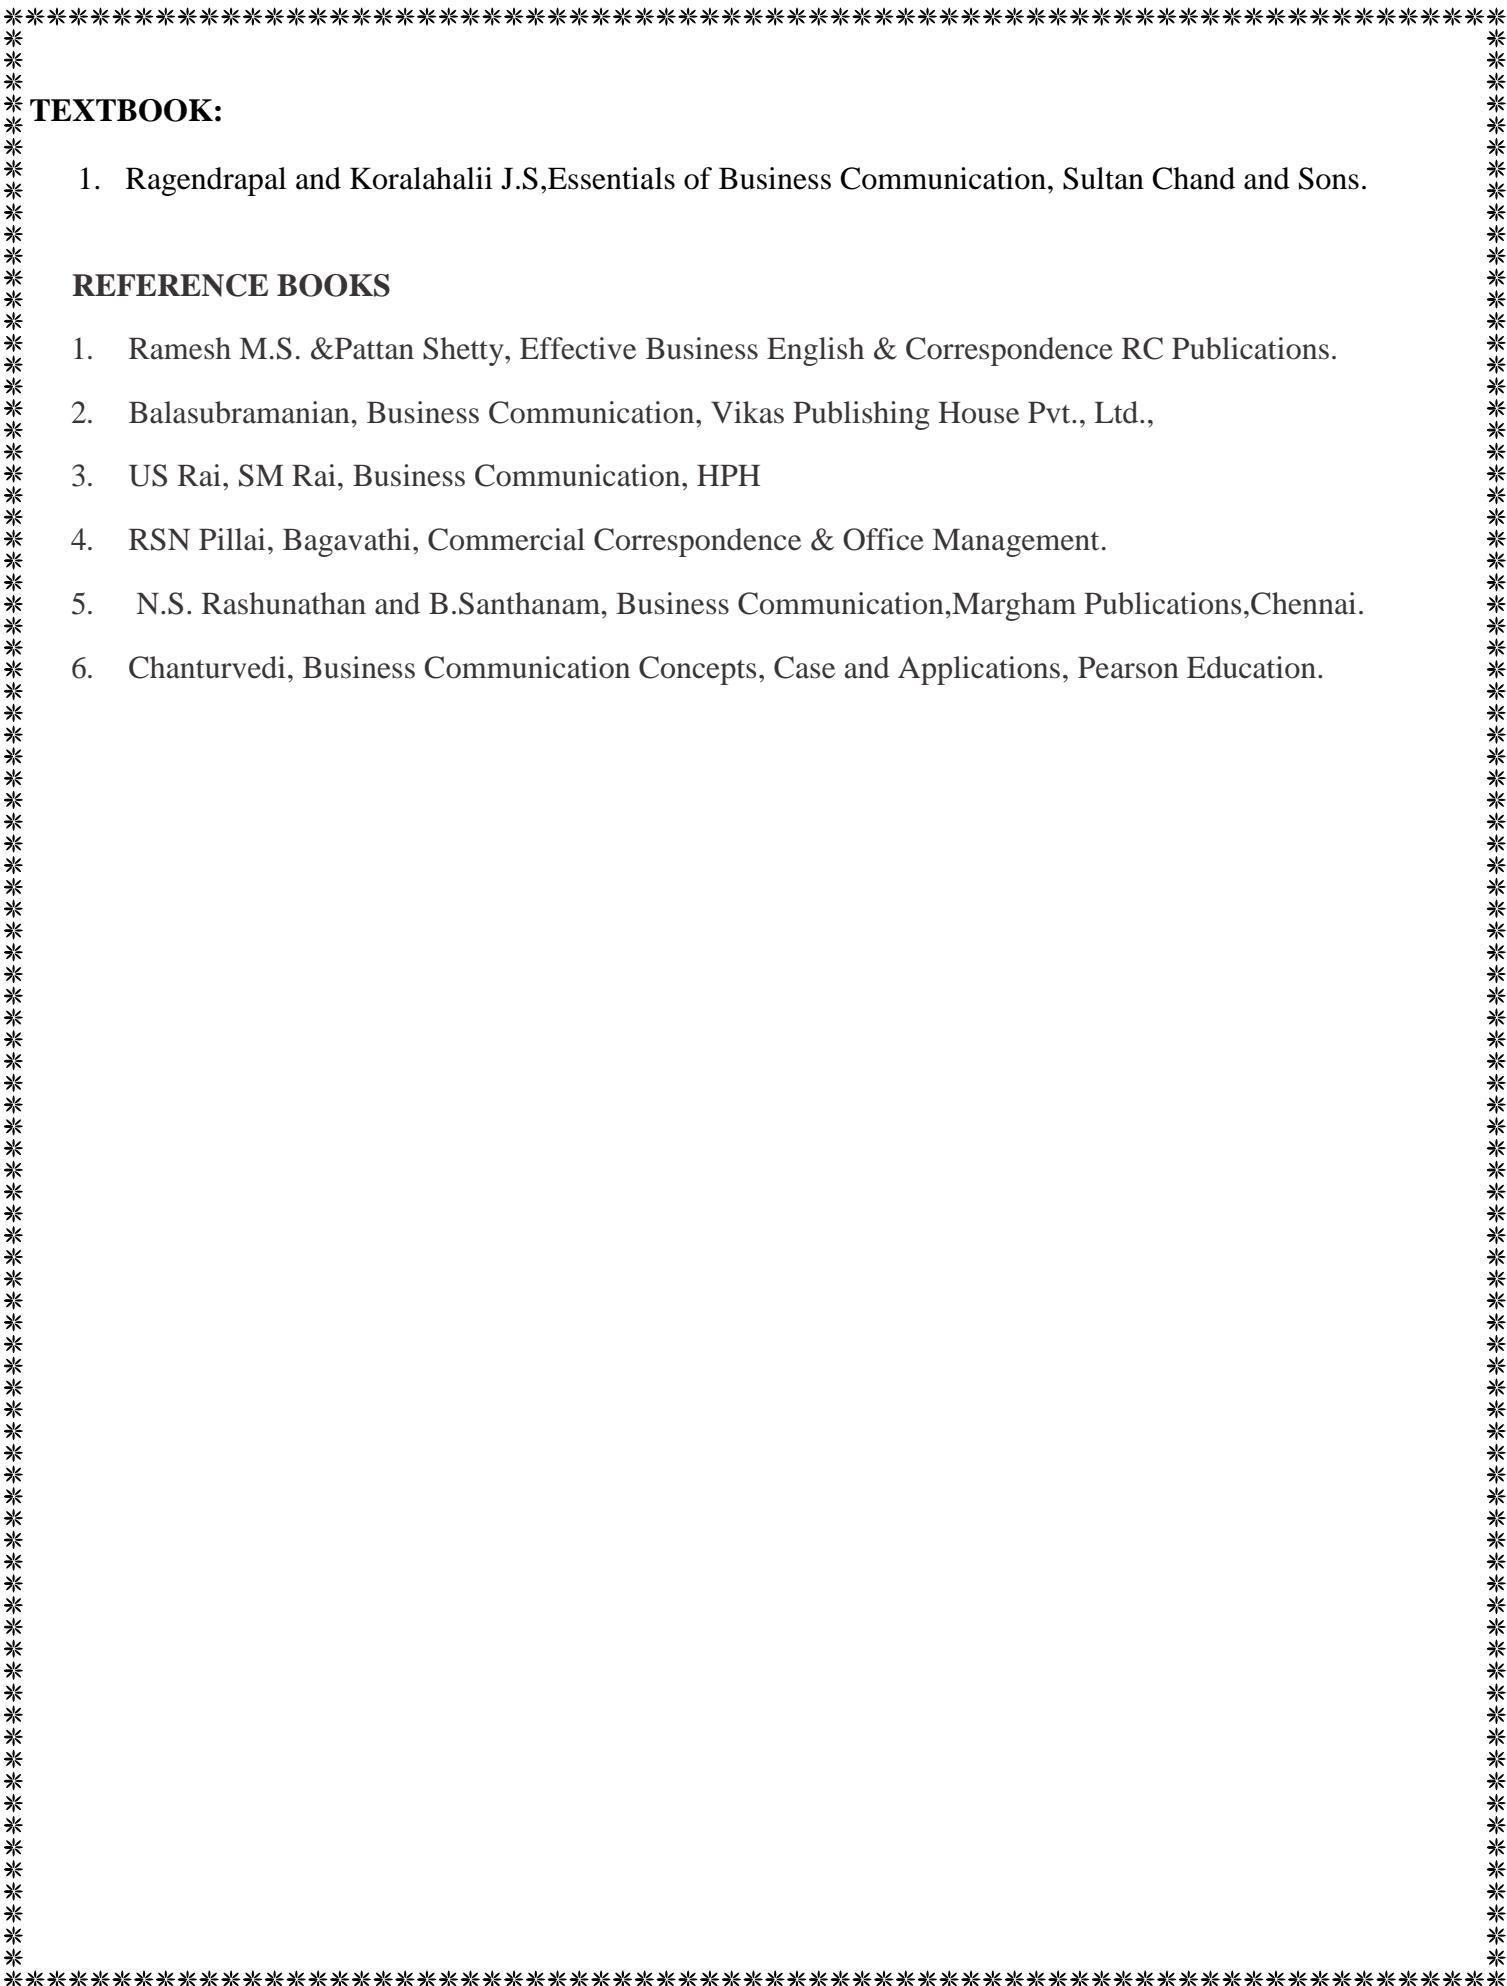 TEXTBOOK:
1. Ragendrapal and Koralahalii J.S,Essentials of Business Communication, Sultan Chand and Sons.
REFERENCE BOOKS
1. Ramesh M.S. &Pattan Shetty, Effective Business English & Correspondence RC Publications.
2. Balasubramanian, Business Communication, Vikas Publishing House Pvt., Ltd.,
3. US Rai, SM Rai, Business Communication, HPH
4. RSN Pillai, Bagavathi, Commercial Correspondence & Office Management.
5. N.S. Rashunathan and B.Santhanam, Business Communication,Margham Publications,Chennai.
6. Chanturvedi, Business Communication Concepts, Case and Applications, Pearson Education.